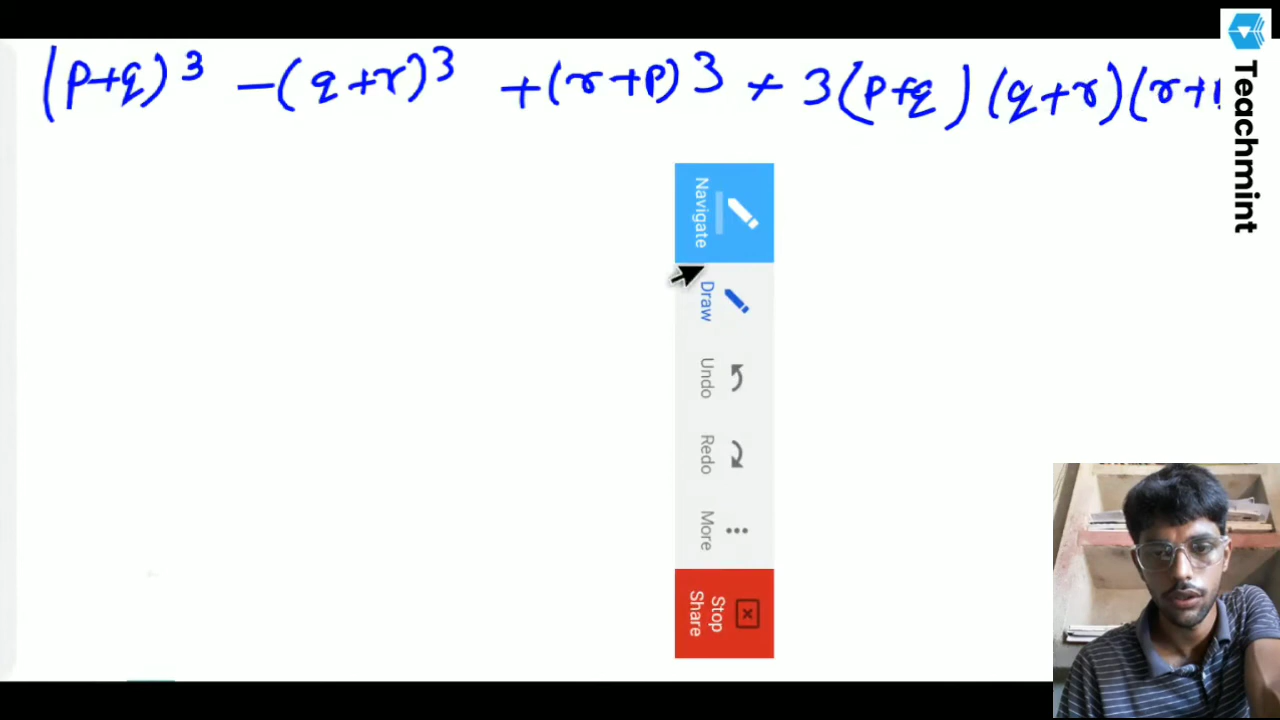 (p+q)3 -(q+r)3 +(r+p)3 + 3(p+q)(q+r)(r+
Teachmint
Navigate
Draw
Undo
Redo
More
Stop
Share